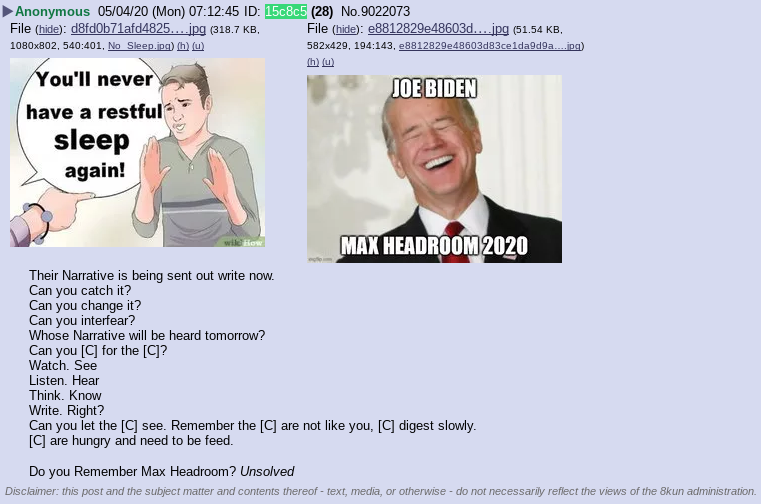 ▶Anonymous 05/04/20 (Mon) 07:12:45 ID: 15c8c5 (28) No.9022073
File (hide): d8fd0b71afd4825….jpg (318.7 KB, 1080x802, 540:401, No_Sleep.jpg) (h) (u)
You'll never
have a restful
sleep
again!
wikiHow
File (hide): e8812829e48603d….jpg (51.54 KB, 582x429, 194:143, e8812829e48603d83ce1da9d9a….jpg) (h) (u)
JOE BIDEN
MAX HEADROOM 2020
imgflip.com
Their Narrative is being sent out write now.
Can you catch it?
Can you change it?
Can you interfear?
Whose Narrative will be heard tomorrow?
Can you [C] for the [C]?
Watch. See
Listen. Hear
Think. Know
Write. Right?
Can you let the [C] see. Remember the [C] are not like you, [C] digest slowly.
[C] are hungry and need to be feed.
Do you Remember Max Headroom? Unsolved
Disclaimer: this post and the subject matter and contents thereof - text, media, or otherwise - do not necessarily reflect the views of the 8kun administration.